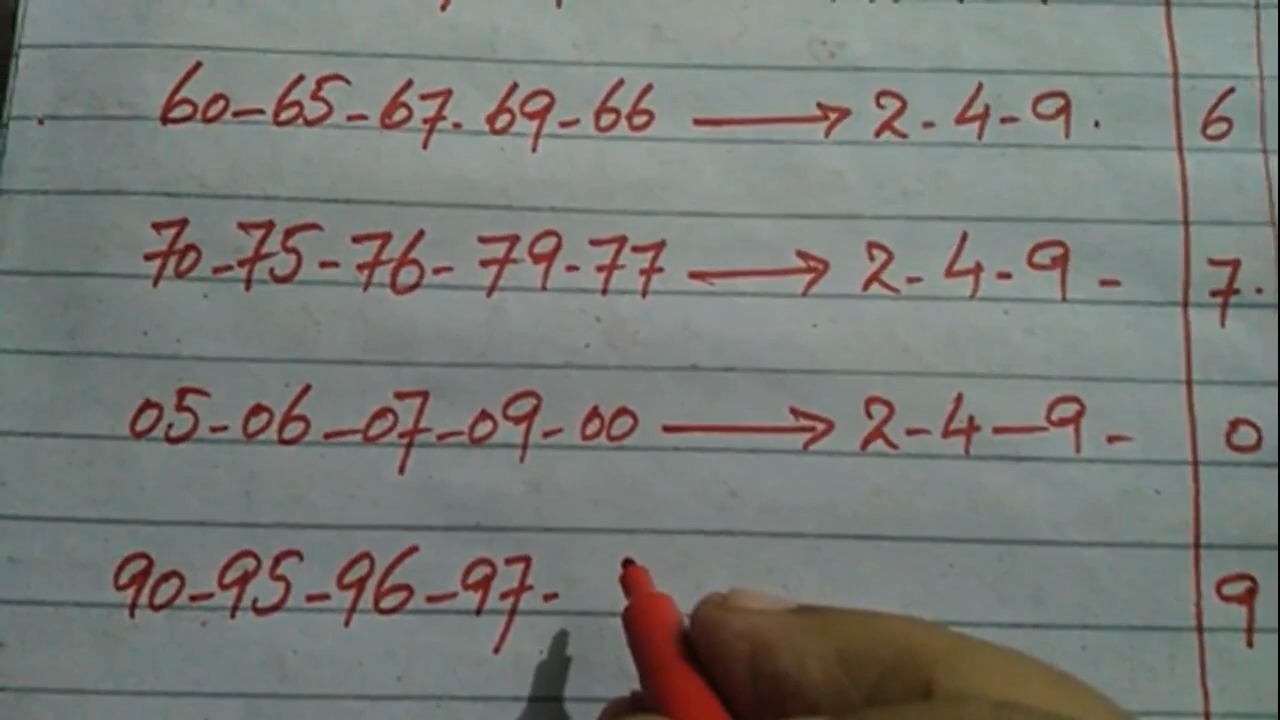 60-65-67. 69-66 → 2-4-9. 6
70-75-76-79-77 → 2-4-9- 7.
05-06-07-09-00 → 2-4-9- 0
90-95-96-97- 9